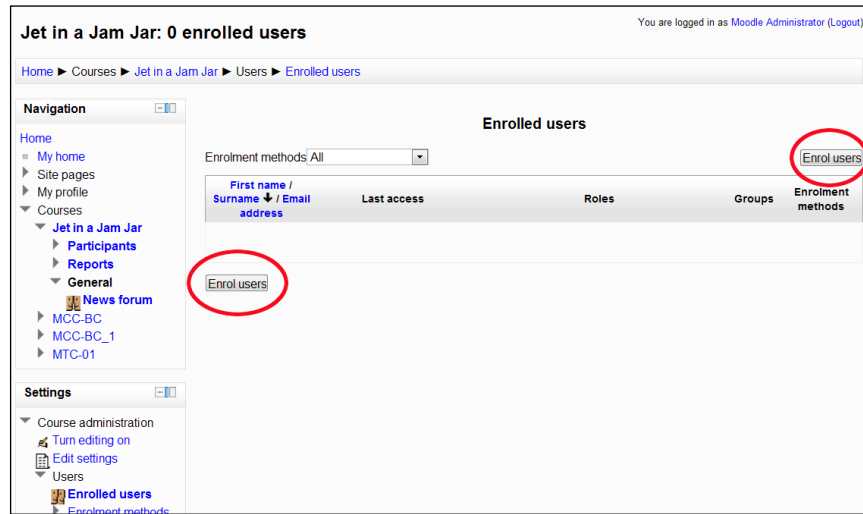 Jet in a Jam Jar: 0 enrolled users
You are logged in as Moodle Administrator (Logout)
Home ► Courses ► Jet in a Jam Jar ► Users ► Enrolled users
Navigation
Home
My home
Site pages
My profile
Courses
Jet in a Jam Jar
Participants
Reports
General
News forum
MCC-BC
MCC-BC_1
MTC-01
Settings
Course administration
Turn editing on
Edit settings
Users
Enrolled users
Enrolment methods
Enrolled users
Enrolment methods All
Enrol users
First name /
Surname ↓ / Email
address
Last access
Roles
Groups
Enrolment
methods
Enrol users